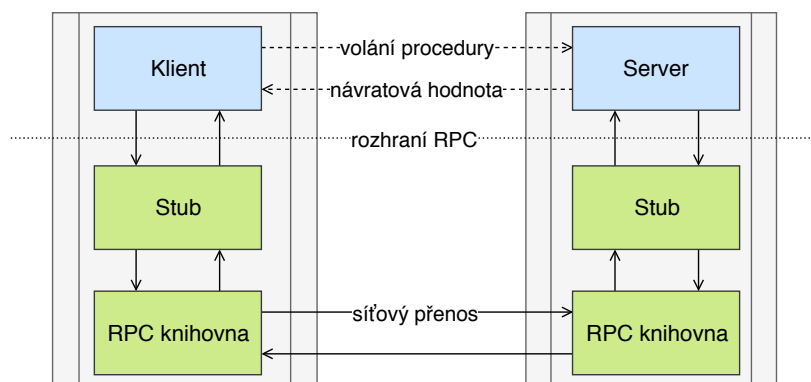 Klient
volání procedury
Server
návratová hodnota
rozhraní RPC
Stub
Stub
RPC knihovna
síťový přenos
RPC knihovna